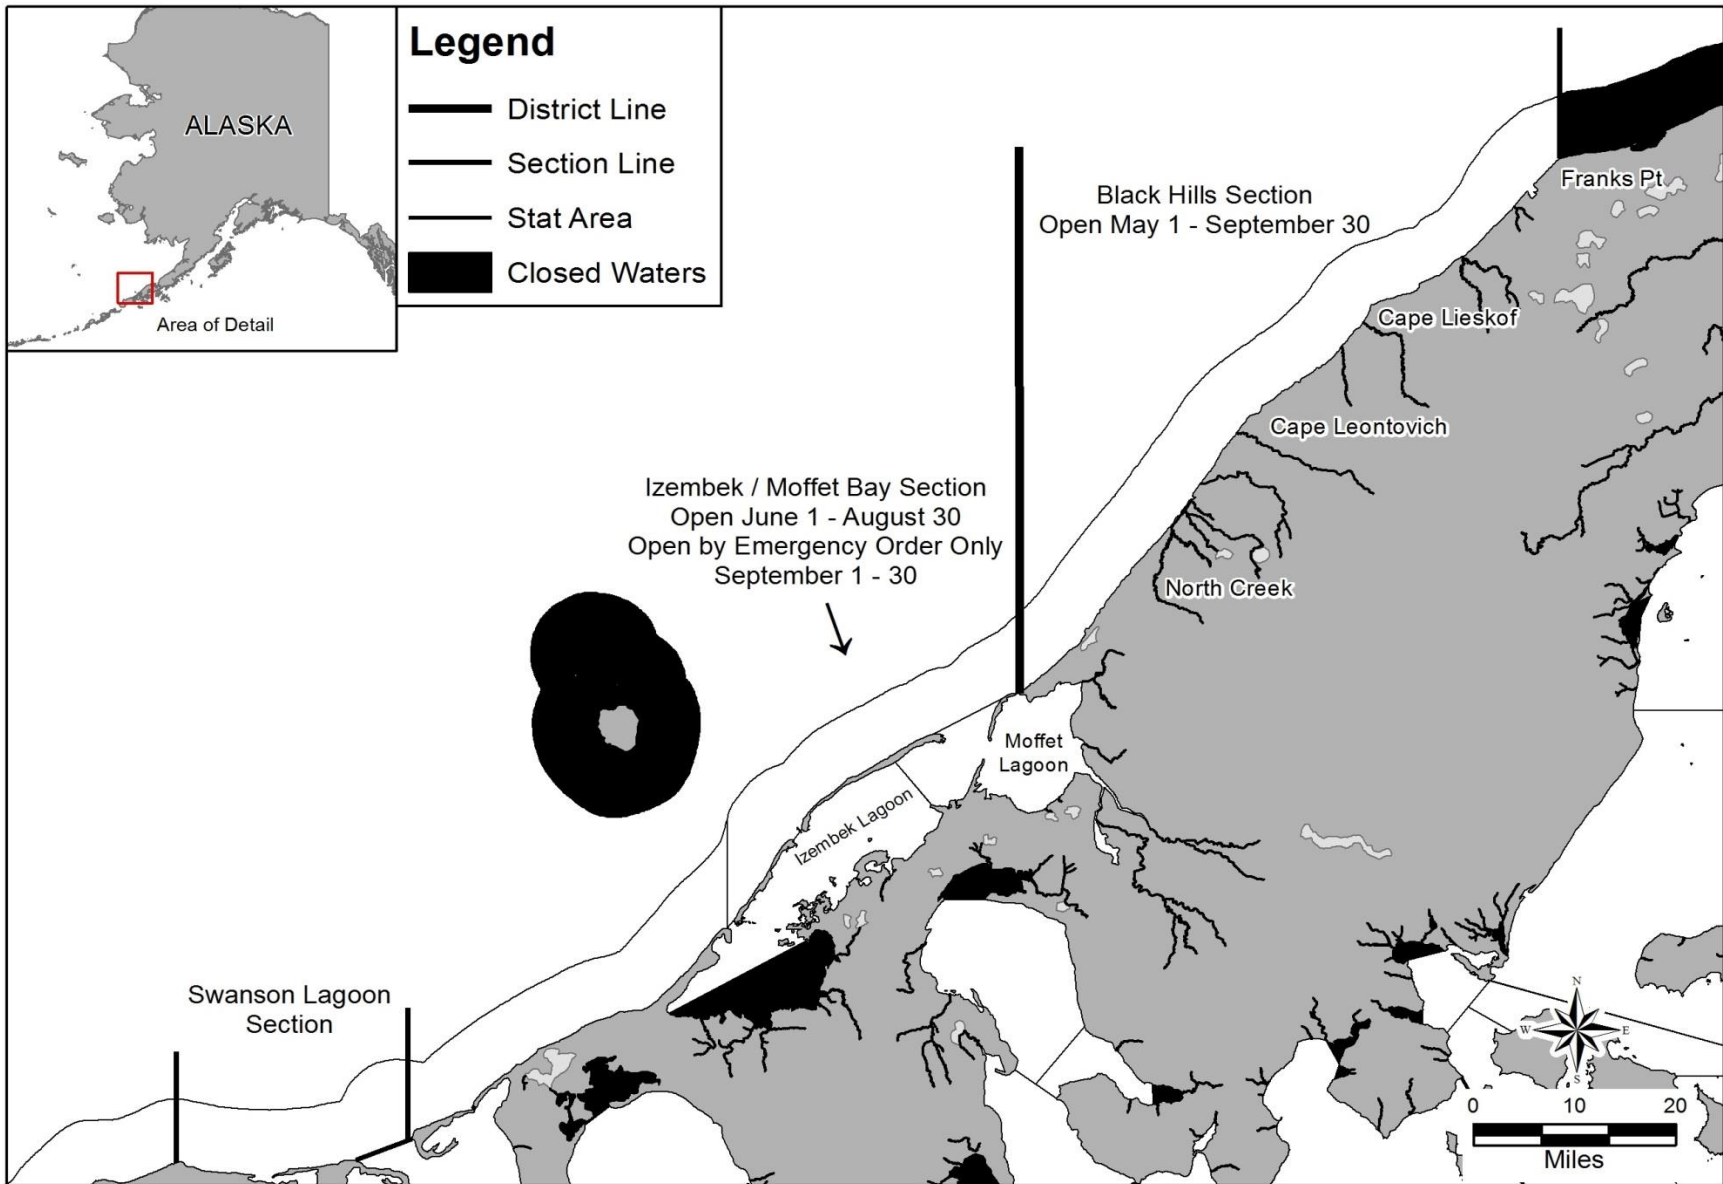 ALASKA
Area of Detail
Legend
District Line
Section Line
Stat Area
Closed Waters
Black Hills Section
Open May 1 - September 30
Franks Pt
Cape Lieskof
Cape Leontovich
Izembek / Moffet Bay Section
Open June 1 - August 30
Open by Emergency Order Only
September 1 - 30
North Creek
Moffet
Lagoon
Izembek Lagoon
Swanson Lagoon
Section
N
W
E
S
0 10 20
Miles